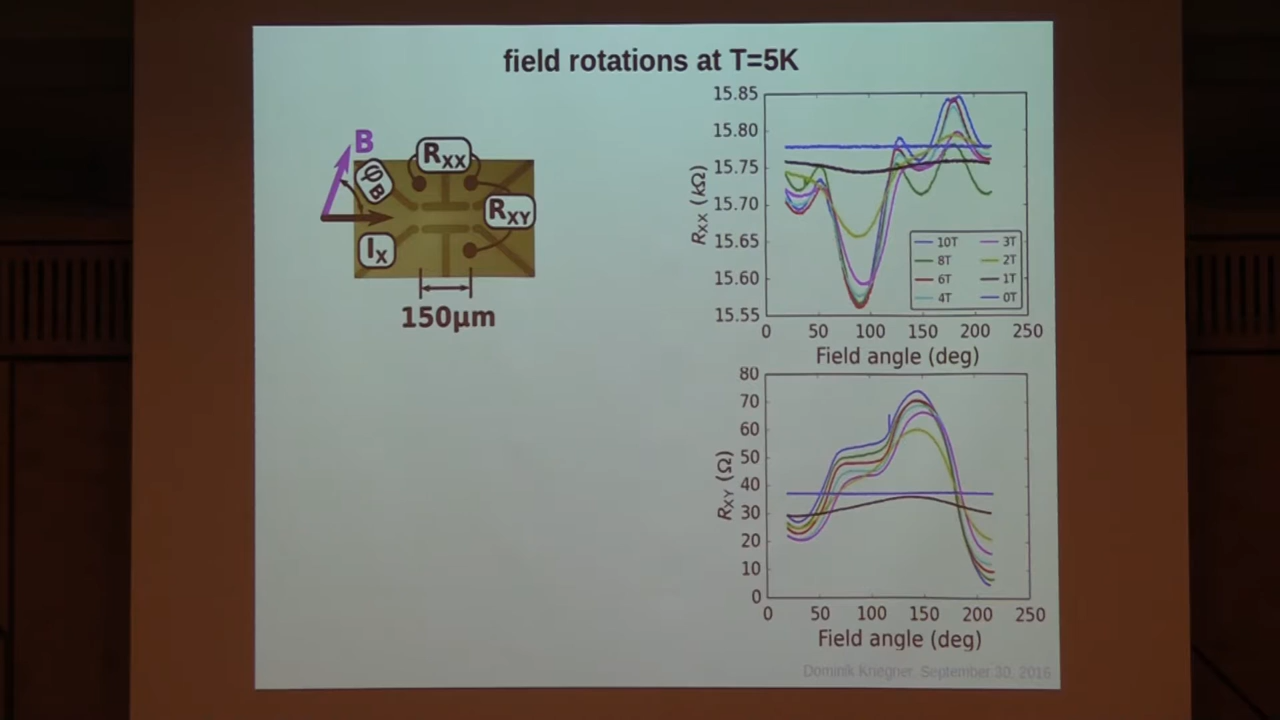 field rotations at T=5K
B
φB
RXX
RXY
IX
150µm
15.85
15.80
15.75
15.70
15.65
15.60
15.55
RXX (kΩ)
10T
3T
8T
2T
6T
1T
4T
0T
0 50 100 150 200 250
Field angle (deg)
80
70
60
50
40
30
20
10
0
RXY (Ω)
0 50 100 150 200 250
Field angle (deg)
Dominik Kriegner, September 30, 2016